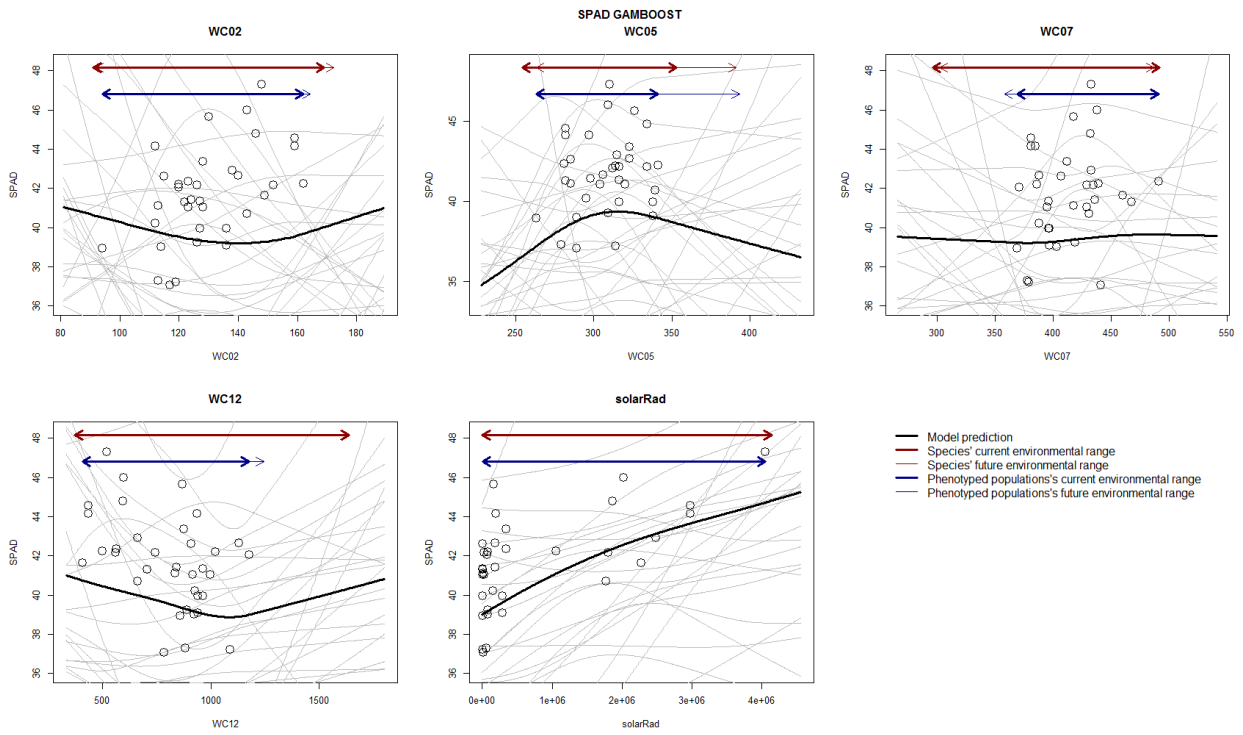 SPAD GAMBOOST
WC02
WC05
WC07
SPAD
48
46
44
42
40
38
36
80 100 120 140 160 180
WC02
SPAD
45
40
35
250 300 350 400
WC05
SPAD
48
46
44
42
40
38
36
300 350 400 450 500 550
WC07
WC12
solarRad
SPAD
48
46
44
42
40
38
36
500 1000 1500
WC12
SPAD
48
46
44
42
40
38
36
0e+00 1e+06 2e+06 3e+06 4e+06
solarRad
Model prediction
Species' current environmental range
Species' future environmental range
Phenotyped populations's current environmental range
Phenotyped populations's future environmental range